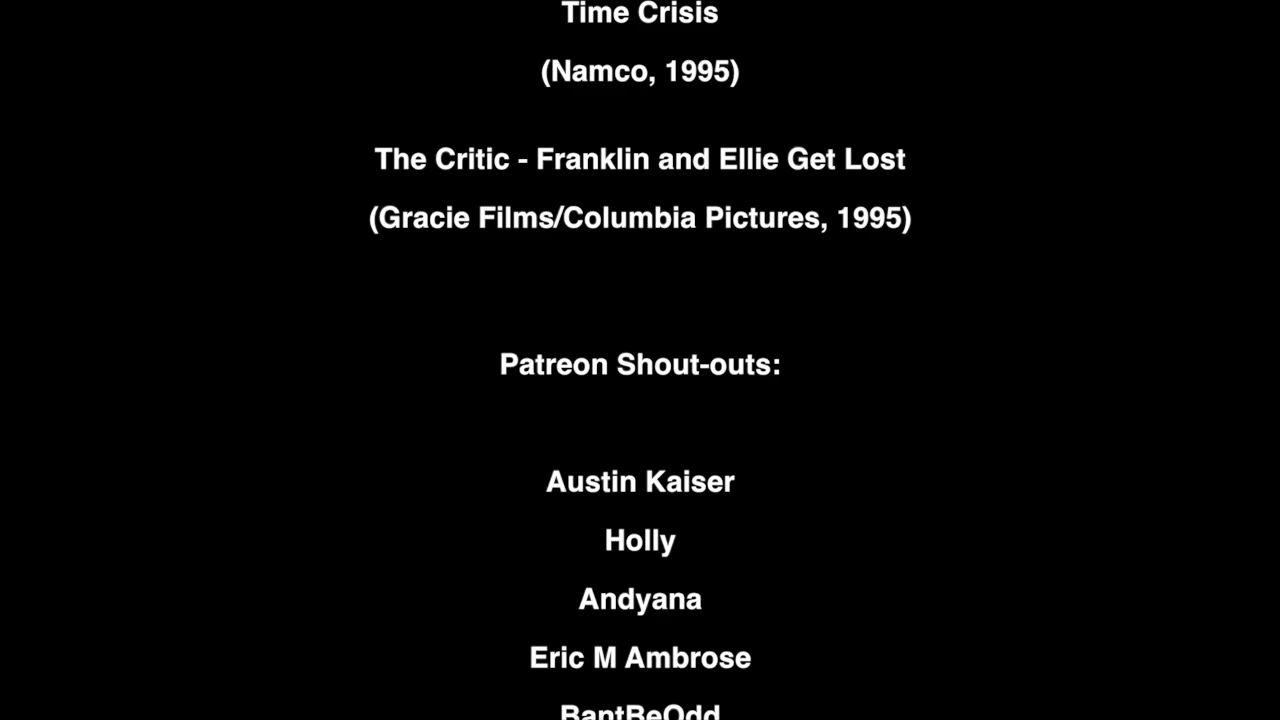 Time Crisis
(Namco, 1995)
The Critic - Franklin and Ellie Get Lost
(Gracie Films/Columbia Pictures, 1995)
Patreon Shout-outs:
Austin Kaiser
Holly
Andyana
Eric M Ambrose
BantBeOdd